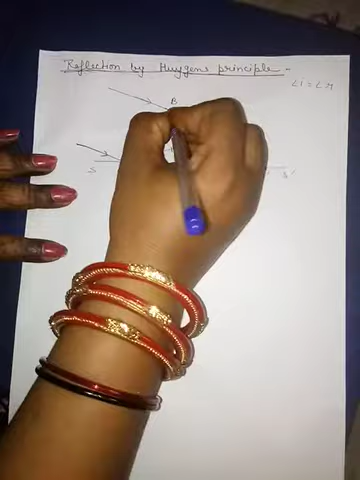 Reflection by Huygens principle -
∠i = ∠r
B
S
S'